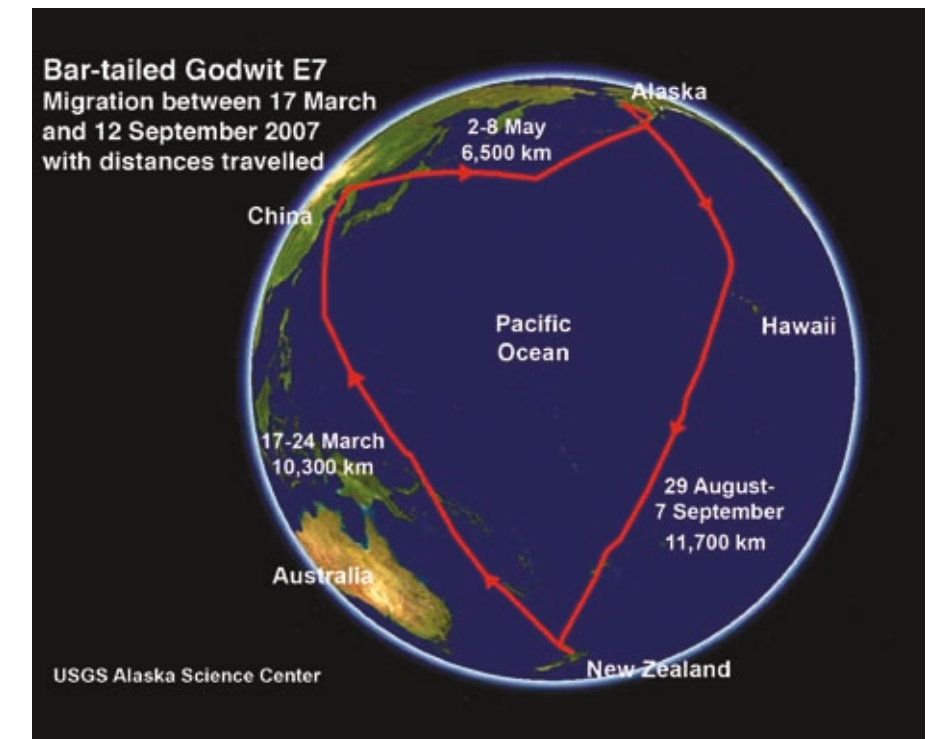 Bar-tailed Godwit E7
Migration between 17 March
and 12 September 2007
with distances travelled
Alaska
2-8 May
6,500 km
China
Hawaii
Pacific
Ocean
17-24 March
10,300 km
29 August-
7 September
11,700 km
Australia
New Zealand
USGS Alaska Science Center